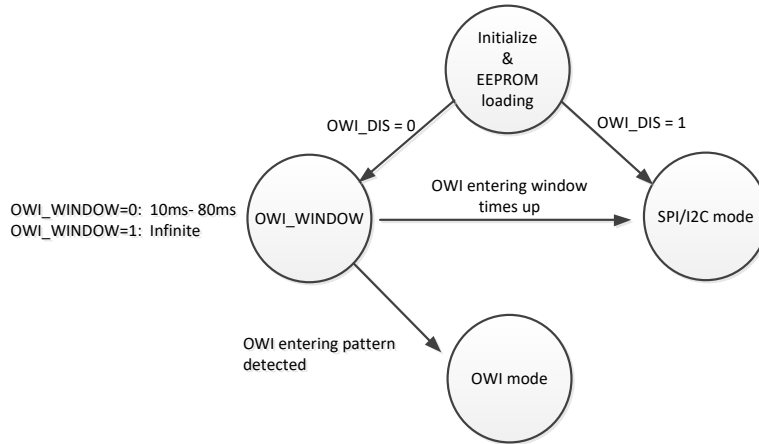 Initialize
&
EEPROM
loading
OWI_DIS = 0
OWI_DIS = 1
OWI entering window
times up
OWI_WINDOW=0: 10ms- 80ms
OWI_WINDOW=1: Infinite
OWI_WINDOW
SPI/I2C mode
OWI entering pattern
detected
OWI mode